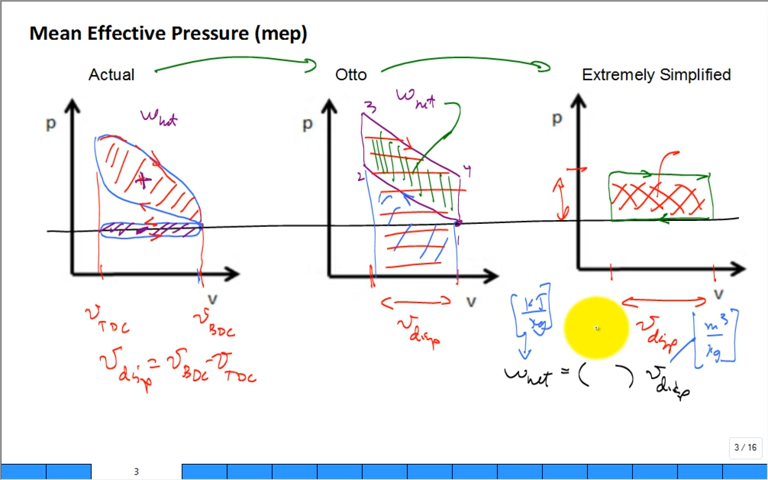 Mean Effective Pressure (mep)
Actual
Otto
Extremely Simplified
p
w_net
v
v_TDC
v_BDC
v_disp = v_BDC - v_TDC
p
w_net
3
2
4
1
v
v_disp
p
v
v_disp
[kJ/kg]
[m³/kg]
w_net = ( ) v_disp
3 / 16
3